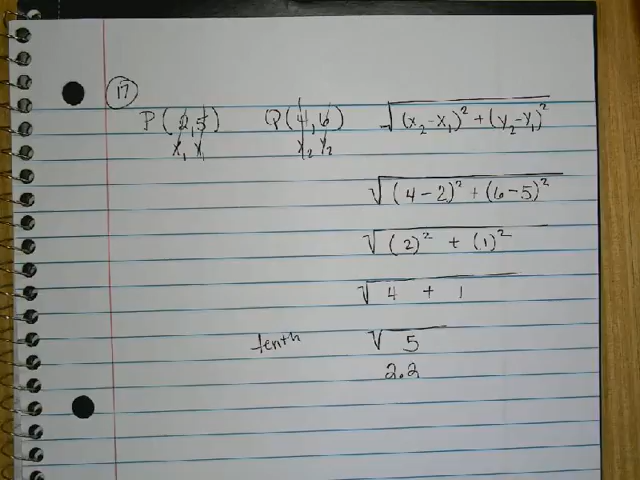 17
P(2,5) Q(4,6) √(x₂-x₁)² + (y₂-y₁)²
x₁ y₁ x₂ y₂
√(4-2)² + (6-5)²
√(2)² + (1)²
√4 + 1
tenth √5
2.2